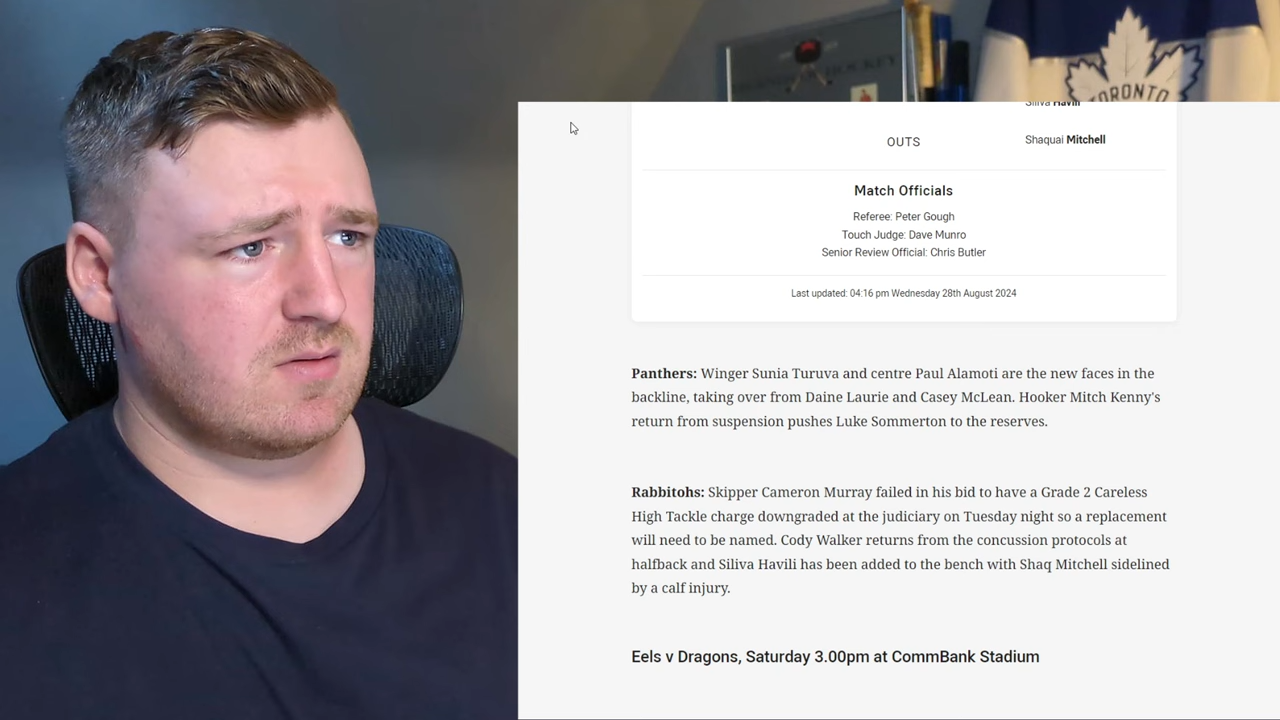 HOCKEY
TORONTO
Siliva Havili
OUTS
Shaquai Mitchell
Match Officials
Referee: Peter Gough
Touch Judge: Dave Munro
Senior Review Official: Chris Butler
Last updated: 04:16 pm Wednesday 28th August 2024
Panthers: Winger Sunia Turuva and centre Paul Alamoti are the new faces in the
backline, taking over from Daine Laurie and Casey McLean. Hooker Mitch Kenny's
return from suspension pushes Luke Sommerton to the reserves.
Rabbitohs: Skipper Cameron Murray failed in his bid to have a Grade 2 Careless
High Tackle charge downgraded at the judiciary on Tuesday night so a replacement
will need to be named. Cody Walker returns from the concussion protocols at
halfback and Siliva Havili has been added to the bench with Shaq Mitchell sidelined
by a calf injury.
Eels v Dragons, Saturday 3.00pm at CommBank Stadium